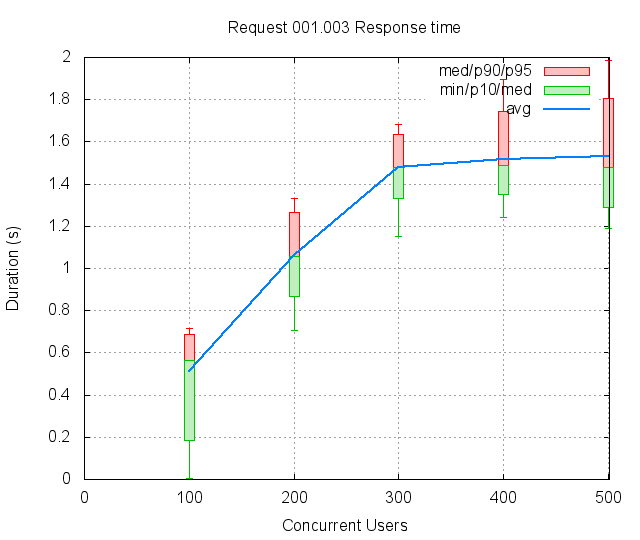 Request 001.003 Response time
med/p90/p95
min/p10/med
avg
Duration (s)
2
1.8
1.6
1.4
1.2
1
0.8
0.6
0.4
0.2
0
0 100 200 300 400 500
Concurrent Users